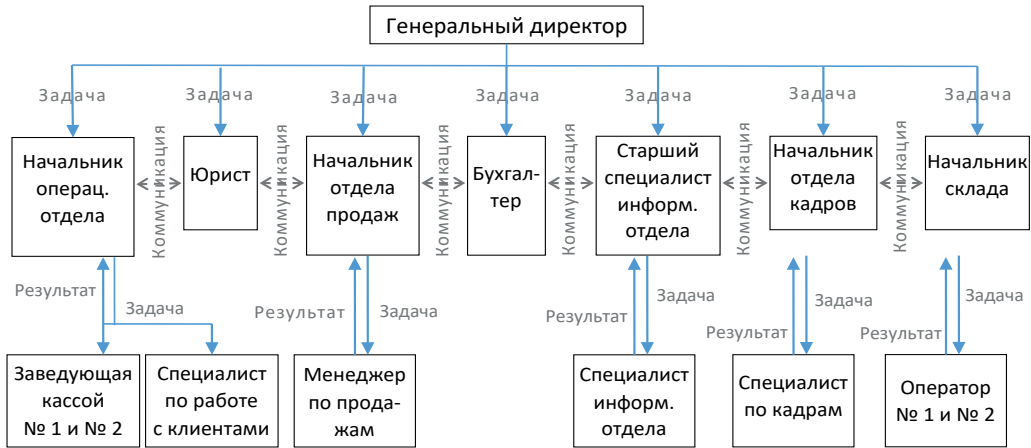 Генеральный директор
Задача
Задача
Задача
Задача
Задача
Задача
Задача
Начальник
операц.
отдела
Коммуникация
Юрист
Коммуникация
Начальник
отдела
продаж
Коммуникация
Бухгал-
тер
Коммуникация
Старший
специалист
информ.
отдела
Коммуникация
Начальник
отдела
кадров
Коммуникация
Начальник
склада
Результат
Задача
Результат
Задача
Результат
Задача
Результат
Задача
Результат
Задача
Заведующая
кассой
№ 1 и № 2
Специалист
по работе
с клиентами
Менеджер
по прода-
жам
Специалист
информ.
отдела
Специалист
по кадрам
Оператор
№ 1 и № 2